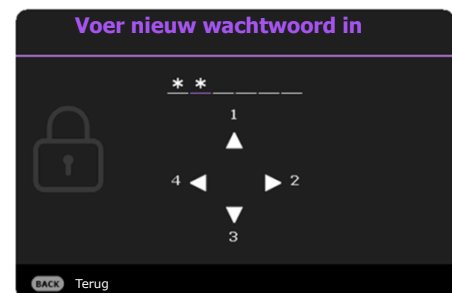 Voer nieuw wachtwoord in
* * _ _ _ _
1
4 ◀ ▶ 2
3
BACK Terug